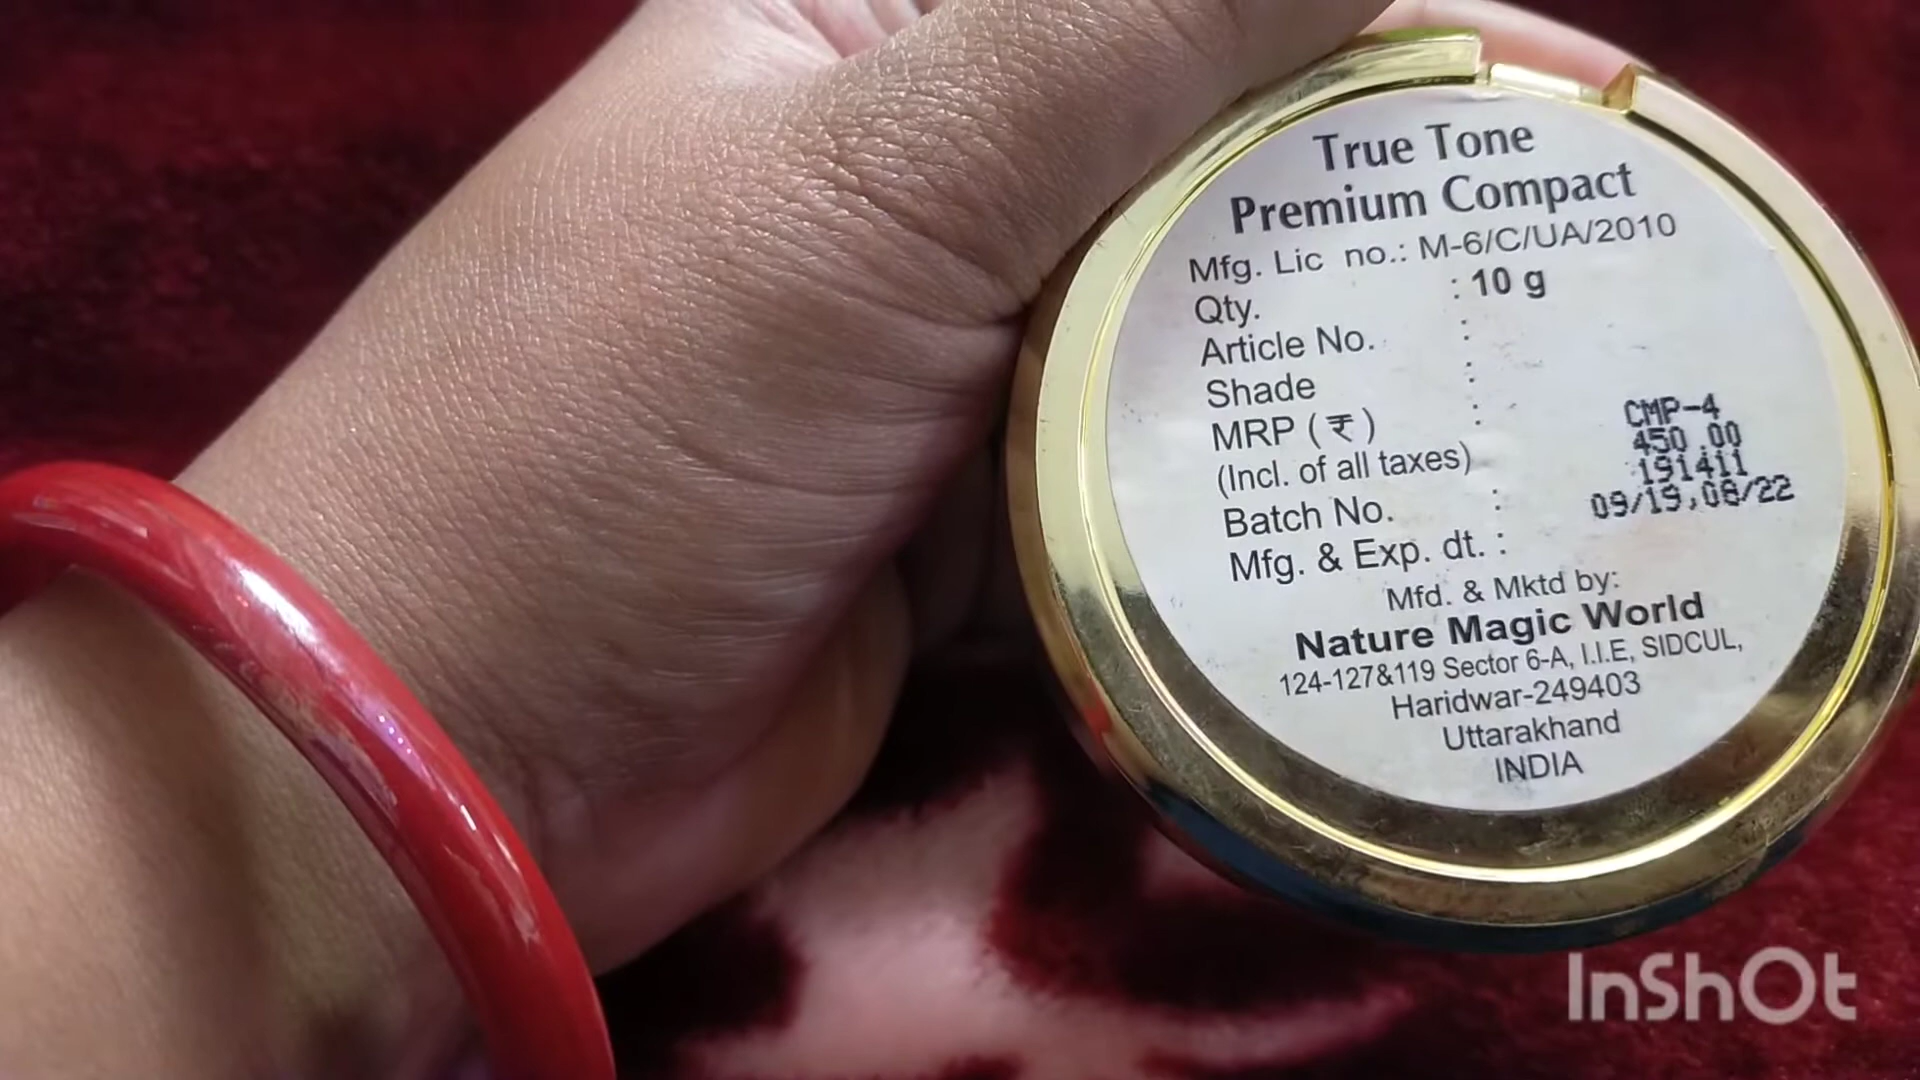 True Tone
Premium Compact
Mfg. Lic no.: M-6/C/UA/2010
Qty. : 10 g
Article No. :
Shade :
MRP (₹) : CMP-4
(Incl. of all taxes) 450.00
Batch No. : 191411
Mfg. & Exp. dt. : 09/19,08/22
Mfd. & Mktd by:
Nature Magic World
124-127&119 Sector 6-A, I.I.E, SIDCUL,
Haridwar-249403
Uttarakhand
INDIA
InShOt